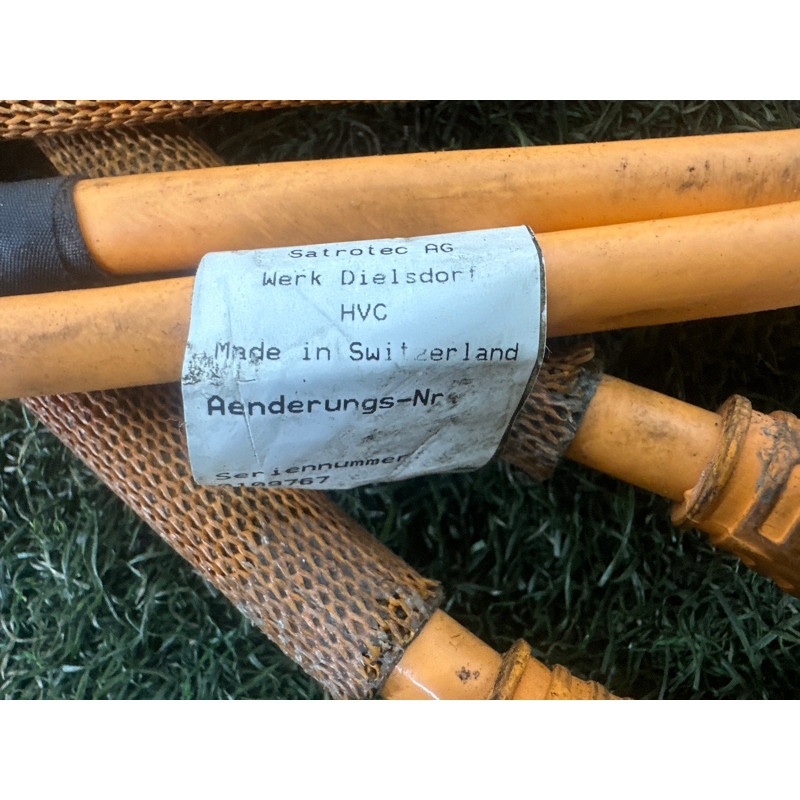 Satrotec AG
Werk Dielsdorf
HVC
Made in Switzerland
Aenderungs-Nr
Seriennummer